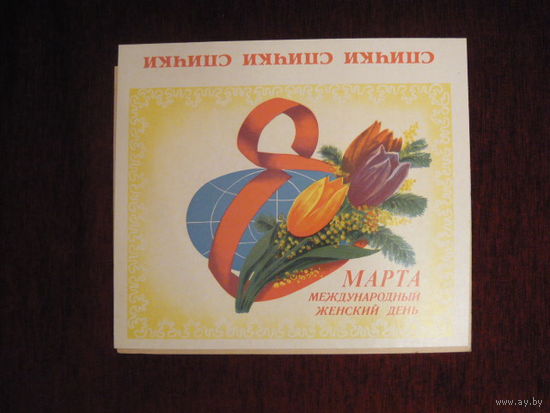 СПИЧКИ СПИЧКИ СПИЧКИ
8 МАРТА
МЕЖДУНАРОДНЫЙ
ЖЕНСКИЙ ДЕНЬ
www.ay.by